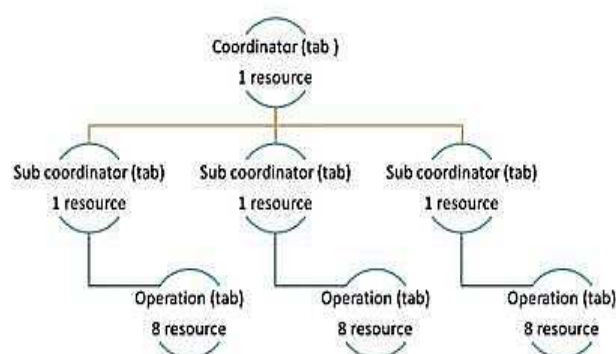 Coordinator (tab )
1 resource
Sub coordinator (tab)
1 resource
Sub coordinator (tab)
1 resource
Sub coordinator (tab)
1 resource
Operation (tab)
8 resource
Operation (tab)
8 resource
Operation (tab)
8 resource